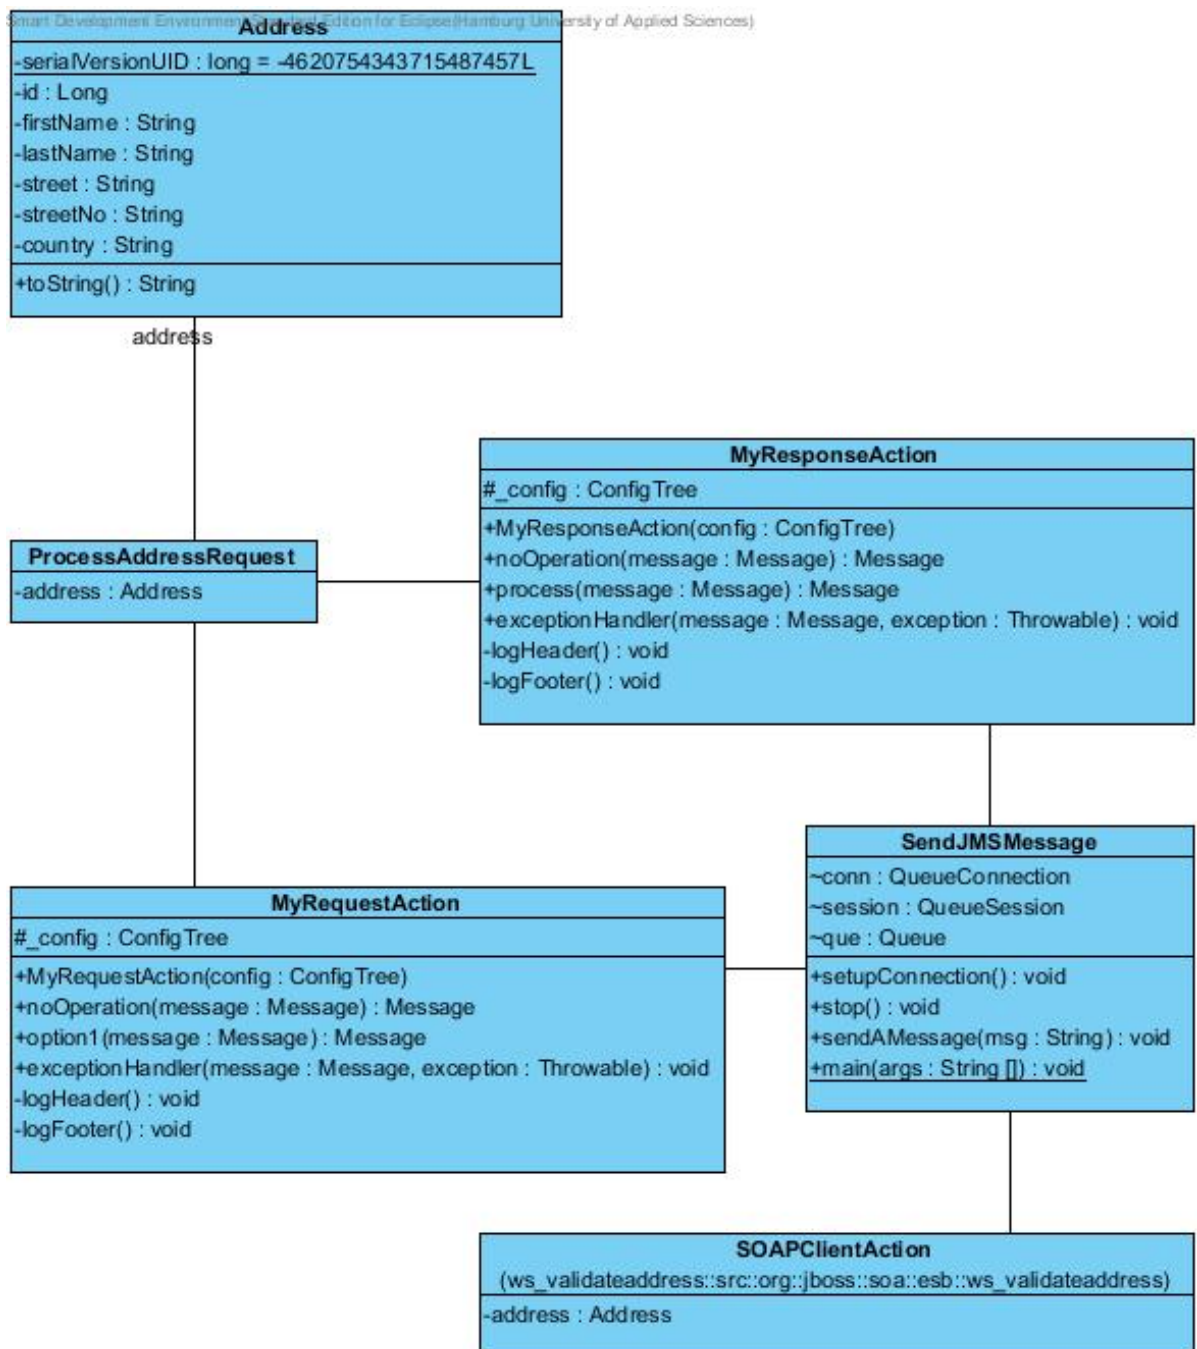 Smart Development Environment Standard Edition for Eclipse(Hamburg University of Applied Sciences)
Address
-serialVersionUID : long = -4620754343715487457L
-id : Long
-firstName : String
-lastName : String
-street : String
-streetNo : String
-country : String
+toString() : String
address
MyResponseAction
#_config : ConfigTree
+MyResponseAction(config : ConfigTree)
+noOperation(message : Message) : Message
+process(message : Message) : Message
+exceptionHandler(message : Message, exception : Throwable) : void
-logHeader() : void
-logFooter() : void
ProcessAddressRequest
-address : Address
SendJMSMessage
~conn : QueueConnection
~session : QueueSession
~que : Queue
+setupConnection() : void
+stop() : void
+sendAMessage(msg : String) : void
+main(args : String []) : void
MyRequestAction
#_config : ConfigTree
+MyRequestAction(config : ConfigTree)
+noOperation(message : Message) : Message
+option1(message : Message) : Message
+exceptionHandler(message : Message, exception : Throwable) : void
-logHeader() : void
-logFooter() : void
SOAPClientAction
(ws_validateaddress::src::org::jboss::soa::esb::ws_validateaddress)
-address : Address